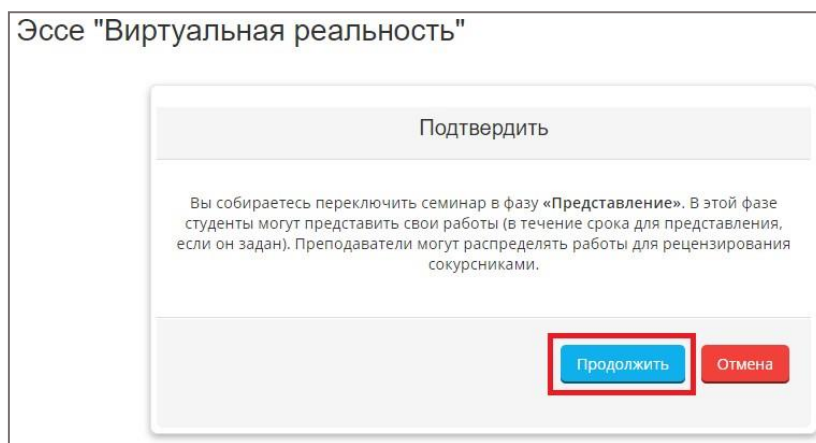 Эссе "Виртуальная реальность"
Подтвердить
Вы собираетесь переключить семинар в фазу «Представление». В этой фазе
студенты могут представить свои работы (в течение срока для представления,
если он задан). Преподаватели могут распределять работы для рецензирования
сокурсниками.
Продолжить
Отмена